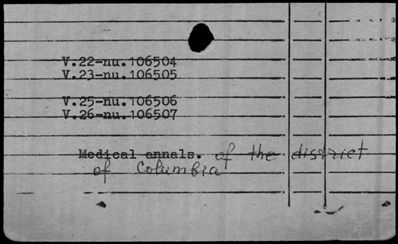 V.22-nu.106504
V.23-nu.106505
V.25-nu.106506
V.26-nu.106507
Medical annals. of the district
of Columbia